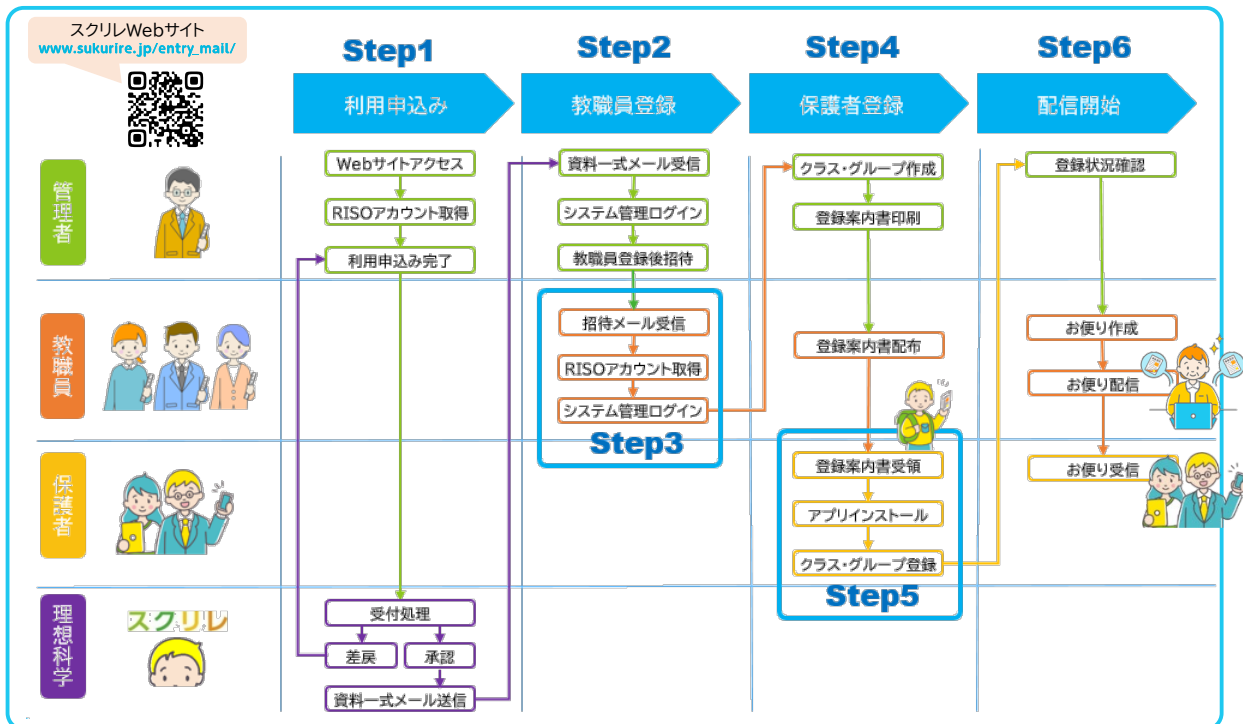 スクリレWebサイト
www.sukurire.jp/entry_mail/
Step1
Step2
Step4
Step6
利用申込み
教職員登録
保護者登録
配信開始
管理者
Webサイトアクセス
RISOアカウント取得
利用申込み完了
資料一式メール受信
システム管理ログイン
教職員登録後招待
クラス・グループ作成
登録案内書印刷
登録状況確認
教職員
招待メール受信
RISOアカウント取得
システム管理ログイン
Step3
登録案内書配布
お便り作成
お便り配信
保護者
登録案内書受領
アプリインストール
クラス・グループ登録
Step5
お便り受信
理想科学
スクリレ
受付処理
差戻
承認
資料一式メール送信